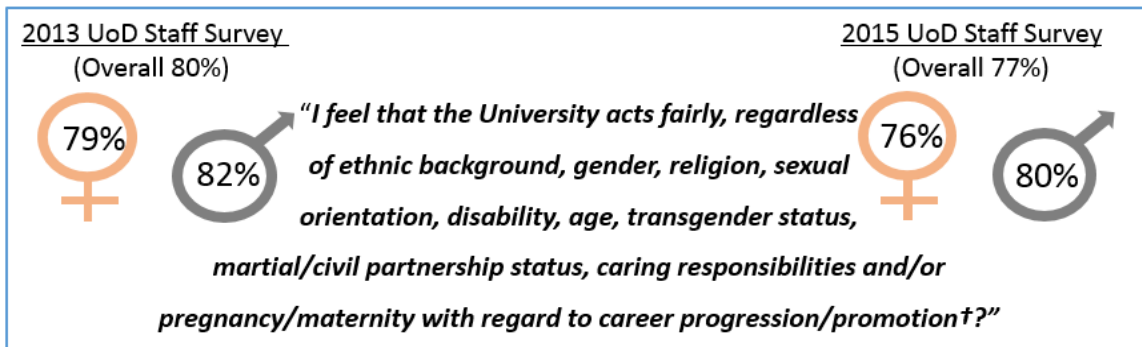 2013 UoD Staff Survey
(Overall 80%)
79%
82%
2015 UoD Staff Survey
(Overall 77%)
76%
80%
“I feel that the University acts fairly, regardless
of ethnic background, gender, religion, sexual
orientation, disability, age, transgender status,
martial/civil partnership status, caring responsibilities and/or
pregnancy/maternity with regard to career progression/promotion†?”